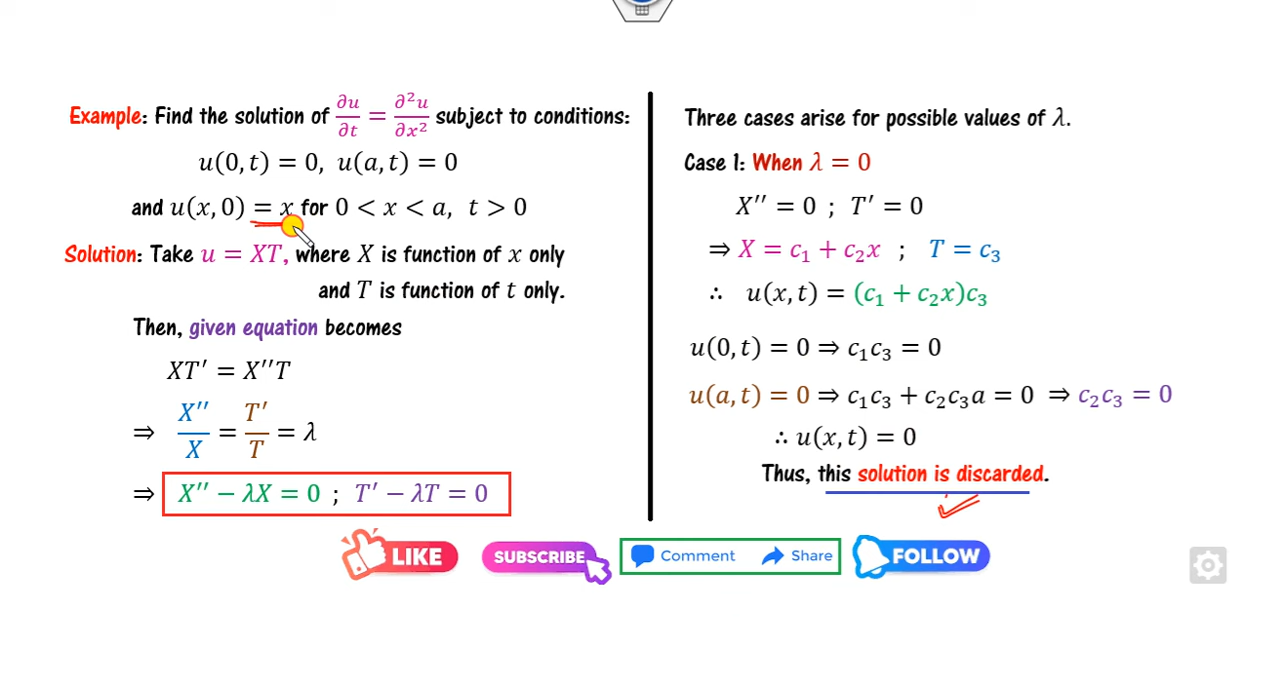 Example: Find the solution of ∂u/∂t = ∂²u/∂x² subject to conditions:
u(0, t) = 0, u(a, t) = 0
and u(x, 0) = x for 0 < x < a, t > 0
Solution: Take u = XT, where X is function of x only
and T is function of t only.
Then, given equation becomes
XT′ = X′′T
⇒ X′′/X = T′/T = λ
⇒ X′′ − λX = 0 ; T′ − λT = 0
Three cases arise for possible values of λ.
Case 1: When λ = 0
X′′ = 0 ; T′ = 0
⇒ X = c₁ + c₂x ; T = c₃
∴ u(x, t) = (c₁ + c₂x)c₃
u(0, t) = 0 ⇒ c₁c₃ = 0
u(a, t) = 0 ⇒ c₁c₃ + c₂c₃a = 0 ⇒ c₂c₃ = 0
∴ u(x, t) = 0
Thus, this solution is discarded.
LIKE SUBSCRIBE Comment Share FOLLOW